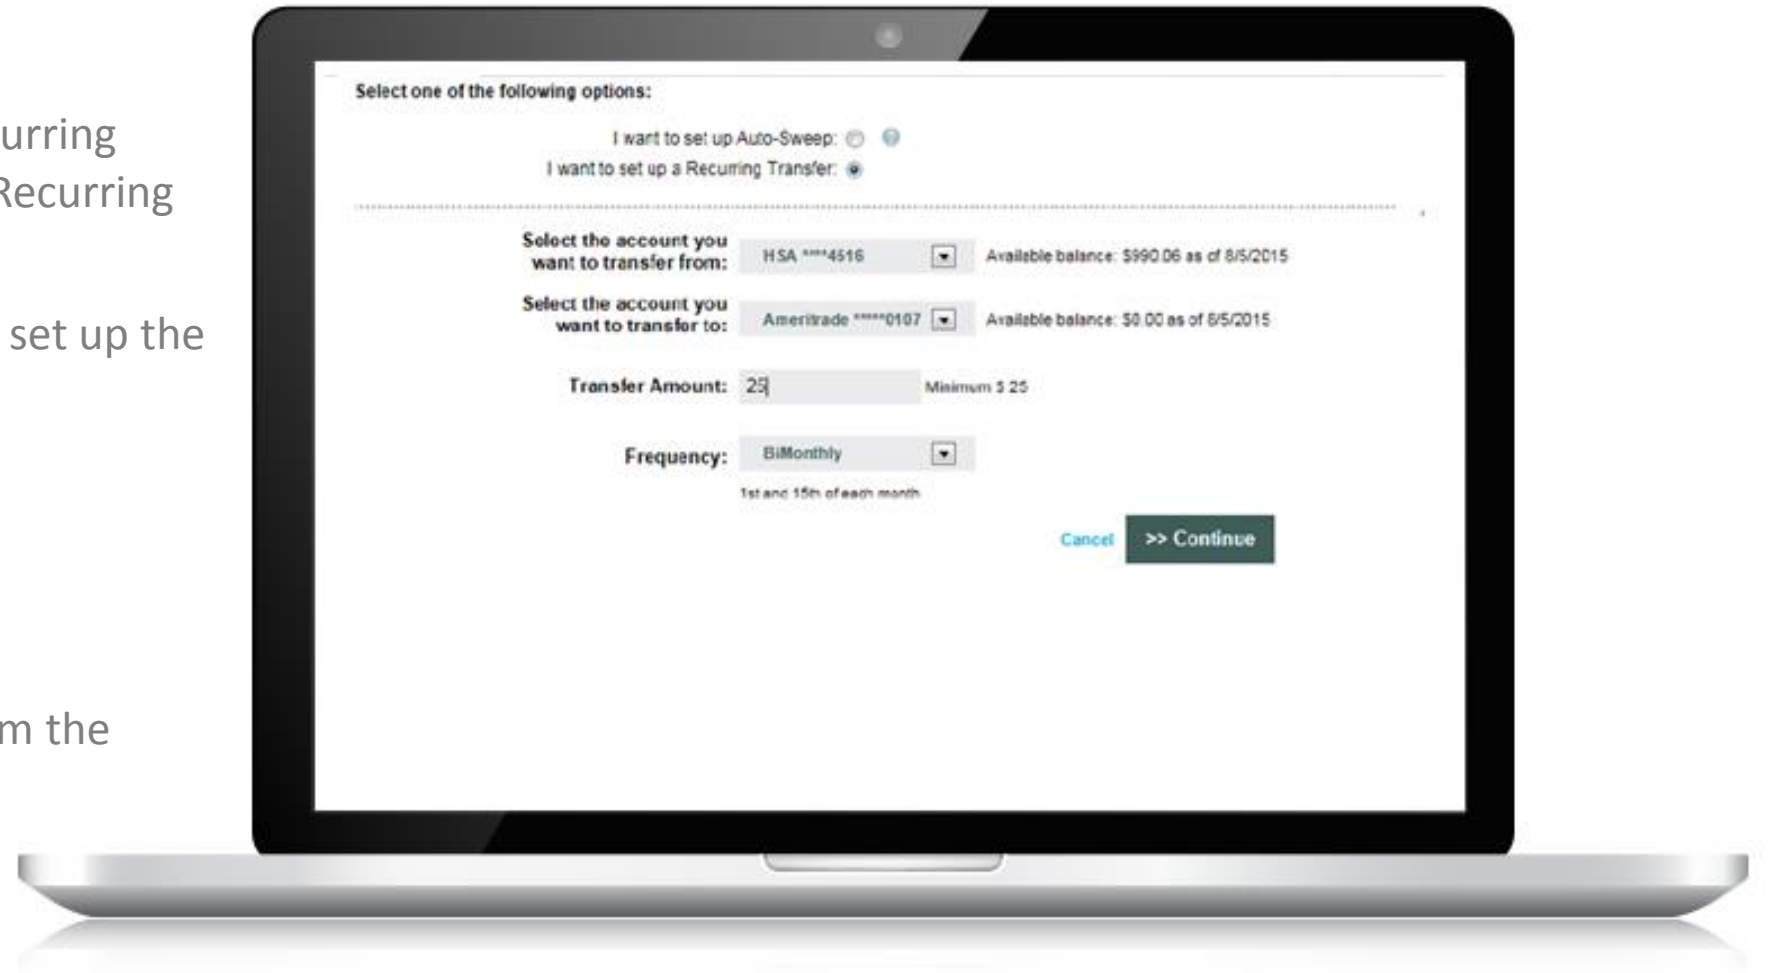 urring
Recurring
set up the
m the
Select one of the following options:
I want to set up Auto-Sweep:
I want to set up a Recurring Transfer:
Select the account you
want to transfer from:
HSA ****4516
Available balance: $990.06 as of 8/5/2015
Select the account you
want to transfer to:
Ameritrade *****0107
Available balance: $0.00 as of 8/5/2015
Transfer Amount: 25 Minimum $ 25
Frequency: BiMonthly
1st and 15th of each month
Cancel >> Continue